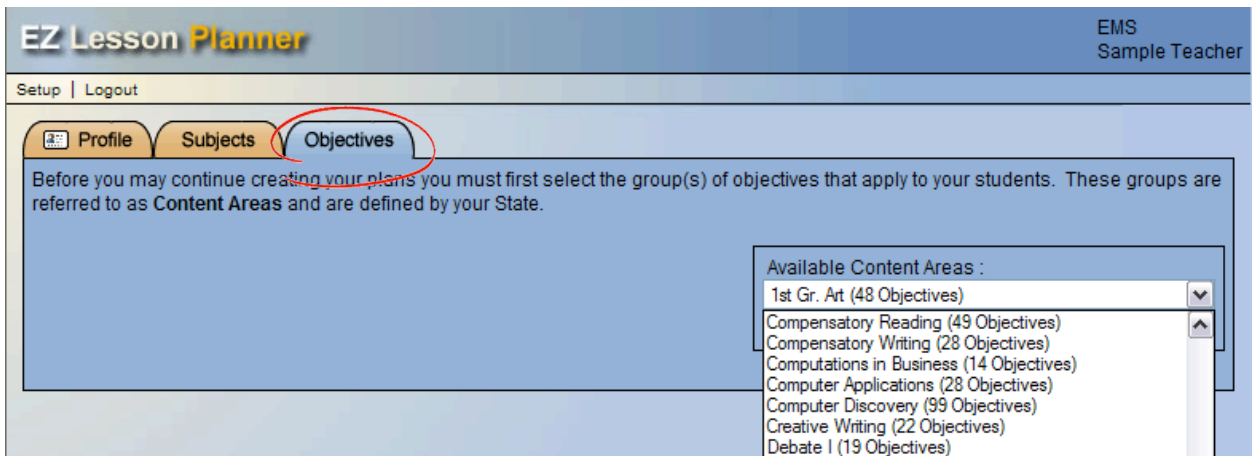 EZ Lesson Planner
EMS
Sample Teacher
Setup | Logout
Profile
Subjects
Objectives
Before you may continue creating your plans you must first select the group(s) of objectives that apply to your students. These groups are
referred to as Content Areas and are defined by your State.
Available Content Areas :
1st Gr. Art (48 Objectives)
Compensatory Reading (49 Objectives)
Compensatory Writing (28 Objectives)
Computations in Business (14 Objectives)
Computer Applications (28 Objectives)
Computer Discovery (99 Objectives)
Creative Writing (22 Objectives)
Debate I (19 Objectives)